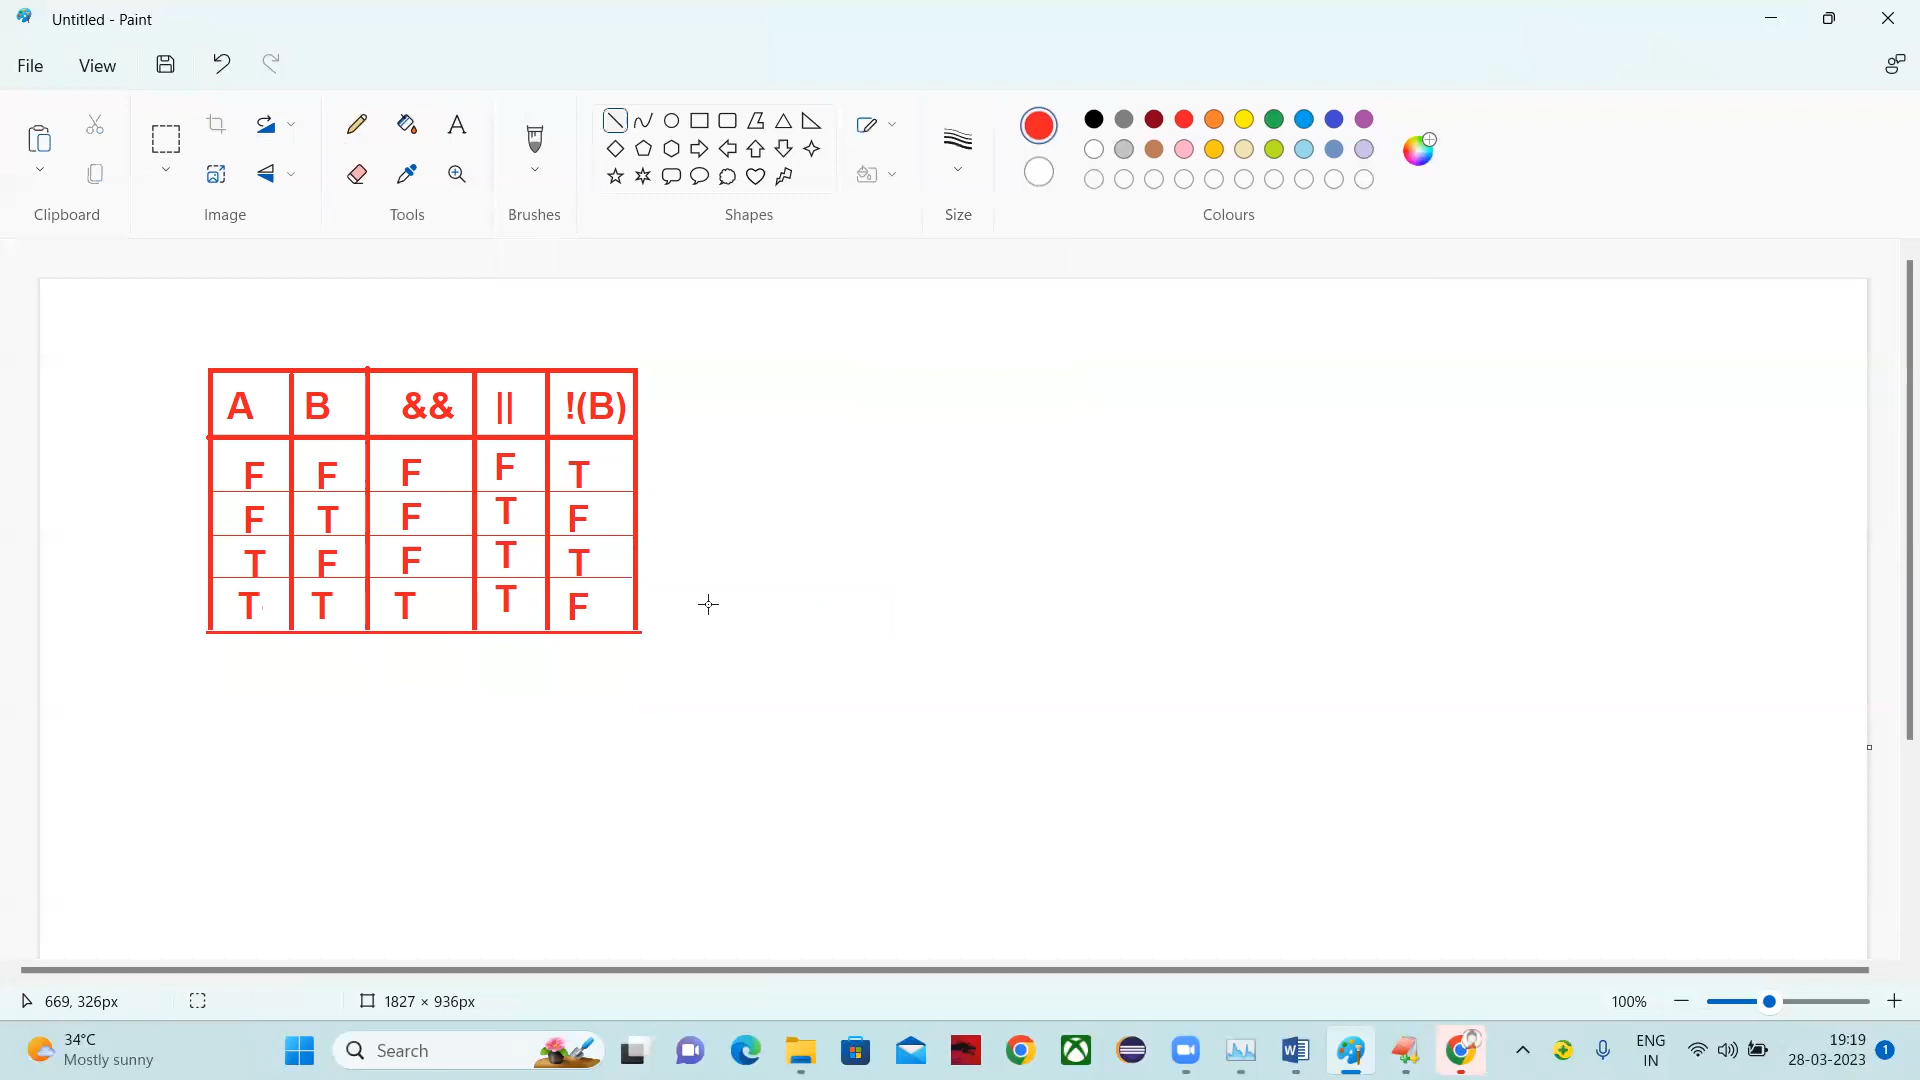 Untitled - Paint
File View
Clipboard Image Tools Brushes Shapes Size Colours
A B && || !(B)
F F F F T
F T F T F
T F F T T
T T T T F
669, 326px 1827 × 936px 100%
34°C
Mostly sunny
Search
ENG
IN
19:19
28-03-2023
1